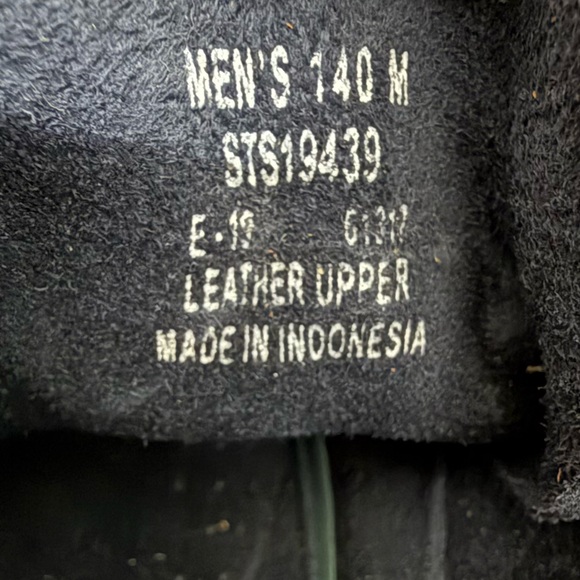 MEN'S 140 M
STS19439
E-19
LEATHER UPPER
MADE IN INDONESIA